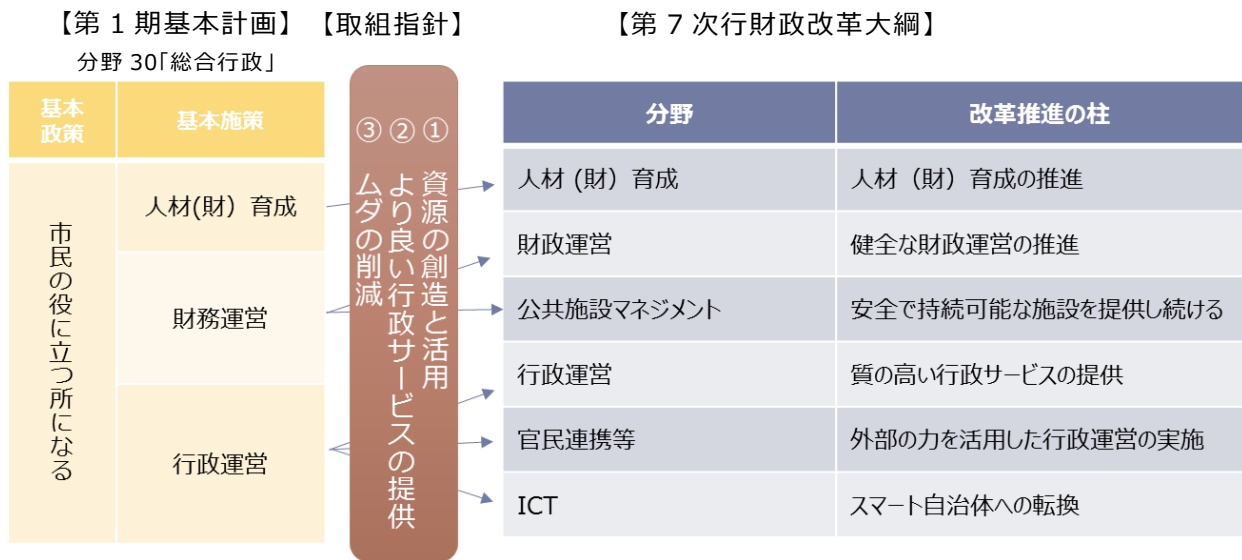 【第１期基本計画】
分野 30「総合行政」
【取組指針】
【第７次行財政改革大綱】
基本
政策
基本施策
市民の役に立つ所になる
人材(財）育成
財務運営
行政運営
① 資源の創造と活用
② より良い行政サービスの提供
③ ムダの削減
分野
改革推進の柱
人材 (財）育成
人材（財）育成の推進
財政運営
健全な財政運営の推進
公共施設マネジメント
安全で持続可能な施設を提供し続ける
行政運営
質の高い行政サービスの提供
官民連携等
外部の力を活用した行政運営の実施
ICT
スマート自治体への転換